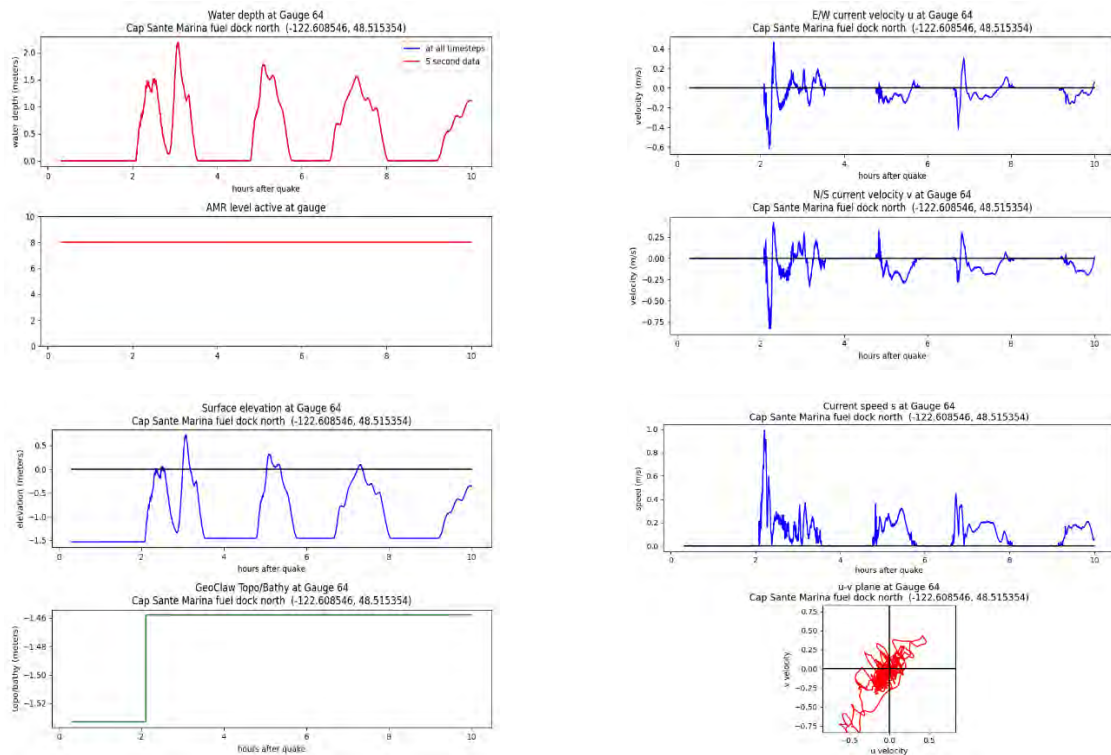 Water depth at Gauge 64
Cap Sante Marina fuel dock north (-122.608546, 48.515354)
at all timesteps
5 second data
water depth (meters)
2.0
1.5
1.0
0.5
0.0
0 2 4 6 8 10
hours after quake
AMR level active at gauge
10
8
6
4
2
0
0 2 4 6 8 10
Surface elevation at Gauge 64
Cap Sante Marina fuel dock north (-122.608546, 48.515354)
elevation (meters)
0.5
0.0
−0.5
−1.0
−1.5
0 2 4 6 8 10
hours after quake
GeoClaw Topo/Bathy at Gauge 64
Cap Sante Marina fuel dock north (-122.608546, 48.515354)
topo/bathy (meters)
−1.46
−1.48
−1.50
−1.52
0 2 4 6 8 10
hours after quake
E/W current velocity u at Gauge 64
Cap Sante Marina fuel dock north (-122.608546, 48.515354)
velocity (m/s)
0.4
0.2
0.0
−0.2
−0.4
−0.6
0 2 4 6 8 10
hours after quake
N/S current velocity v at Gauge 64
Cap Sante Marina fuel dock north (-122.608546, 48.515354)
velocity (m/s)
0.25
0.00
−0.25
−0.50
−0.75
0 2 4 6 8 10
hours after quake
Current speed s at Gauge 64
Cap Sante Marina fuel dock north (-122.608546, 48.515354)
speed (m/s)
1.0
0.8
0.6
0.4
0.2
0.0
0 2 4 6 8 10
hours after quake
u-v plane at Gauge 64
Cap Sante Marina fuel dock north (-122.608546, 48.515354)
v velocity
0.75
0.50
0.25
0.00
−0.25
−0.50
−0.75
−0.5 0.0 0.5
u velocity